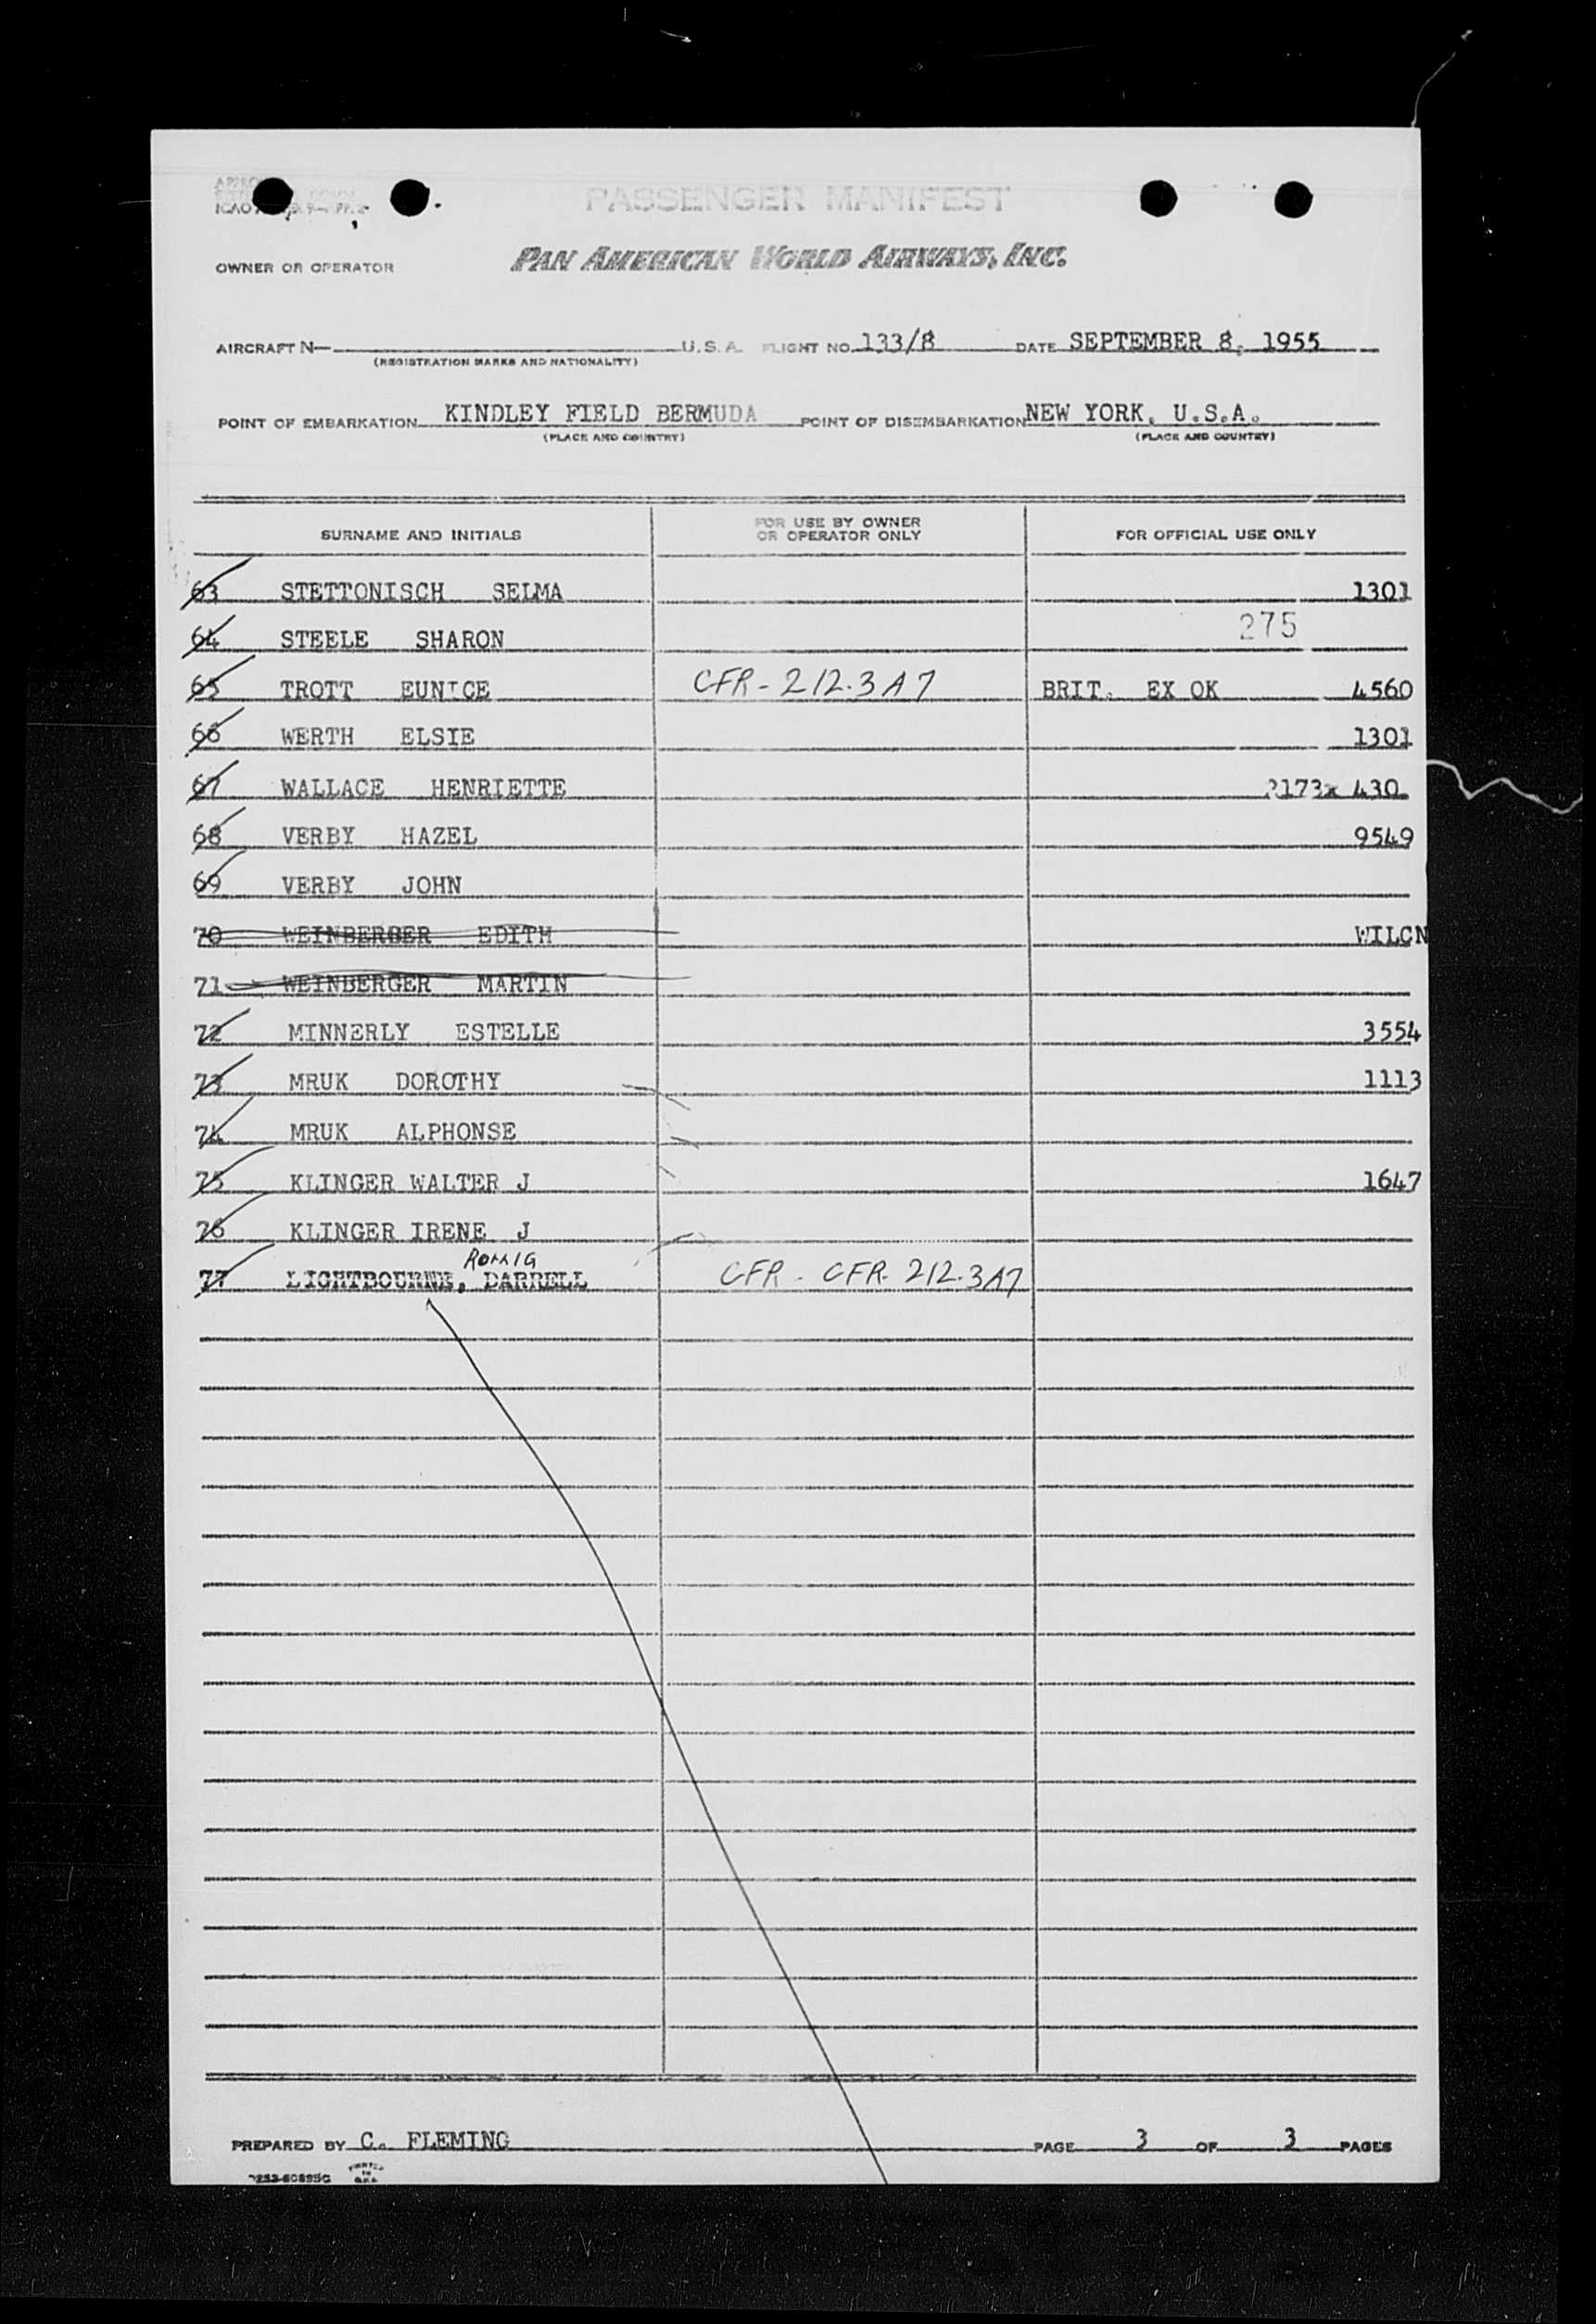 PASSENGER MANIFEST
OWNER OR OPERATOR PAN AMERICAN WORLD AIRWAYS, INC.
AIRCRAFT N— U.S.A. FLIGHT NO. 133/8 DATE SEPTEMBER 8, 1955
(REGISTRATION MARKS AND NATIONALITY)
POINT OF EMBARKATION KINDLEY FIELD BERMUDA POINT OF DISEMBARKATION NEW YORK, U.S.A.
(PLACE AND COUNTRY) (PLACE AND COUNTRY)
SURNAME AND INITIALS FOR USE BY OWNER OR OPERATOR ONLY FOR OFFICIAL USE ONLY
63 STETTONISCH SELMA 1301
275
64 STEELE SHARON
65 TROTT EUNICE CFR-212.3A7 BRIT. EX OK 4560
66 WERTH ELSIE 1301
67 WALLACE HENRIETTE 430
68 VERBY HAZEL 9549
69 VERBY JOHN
70 WEINBERGER EDITH WILCN
71 WEINBERGER MARTIN
72 MINNERLY ESTELLE 3554
73 MRUK DOROTHY 1113
74 MRUK ALPHONSE
75 KLINGER WALTER J 1647
76 KLINGER IRENE J
ROMIG
77 LIGHTBOURNE, DARRELL CFR - CFR- 212.3A7
PREPARED BY C. FLEMING PAGE 3 OF 3 PAGES
PRINTED
IN
U.S.A.